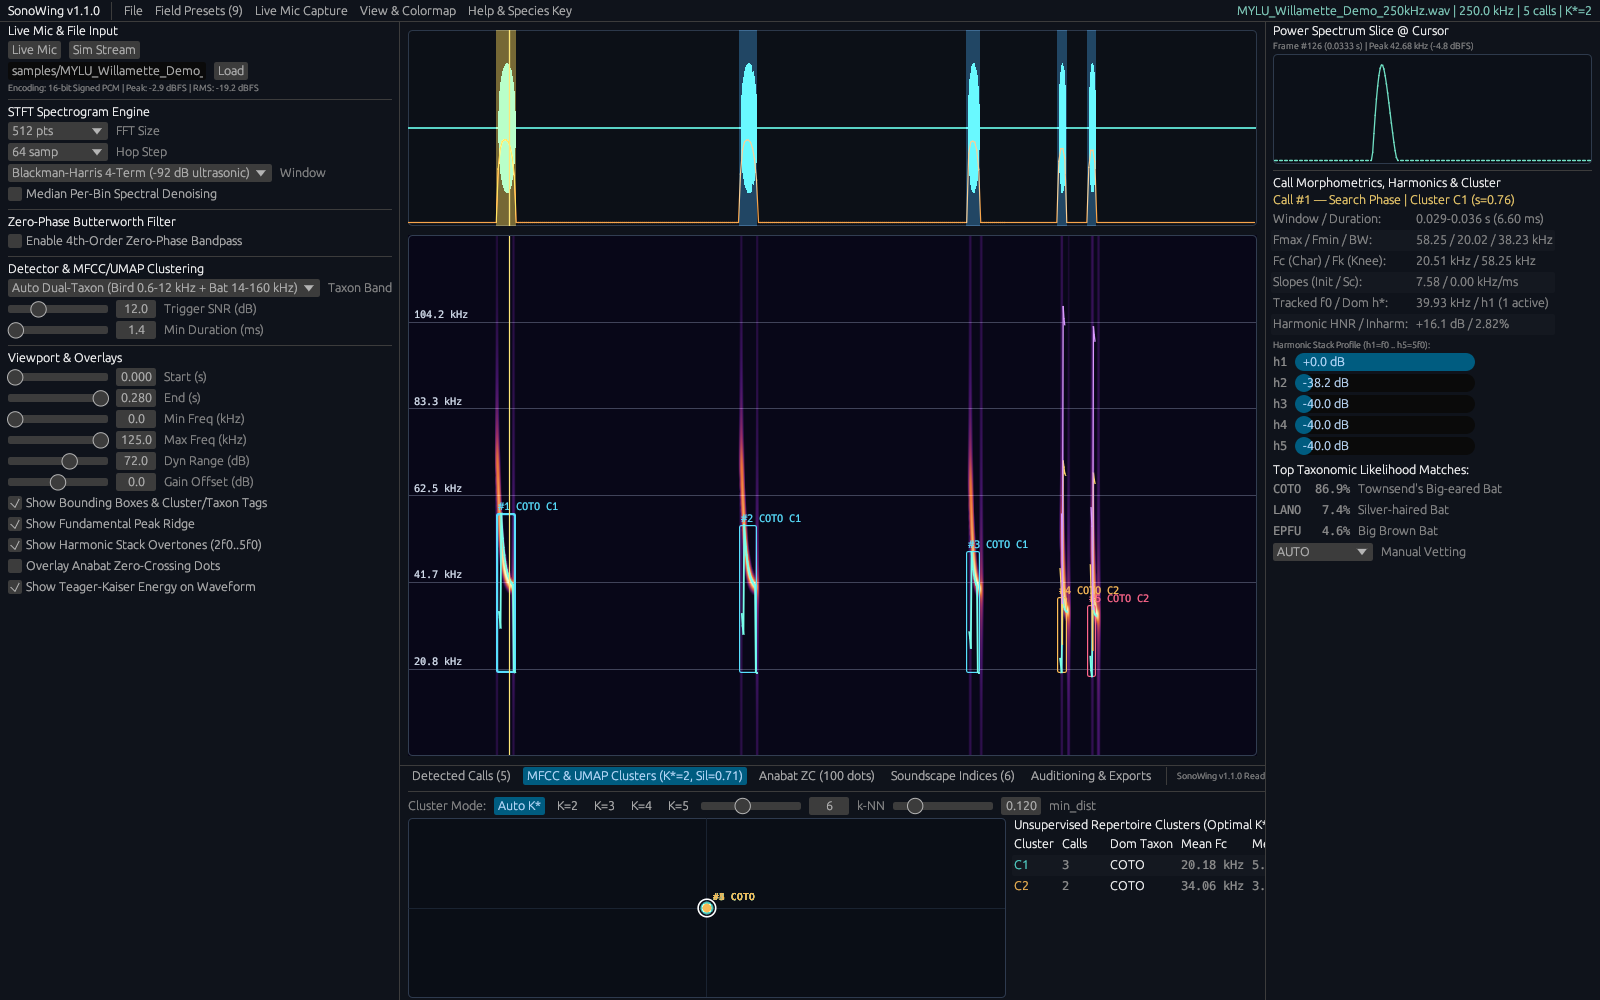 SonoWing v1.1.0 File Field Presets (9) Live Mic Capture View & Colormap Help & Species Key MYLU_Willamette_Demo_250kHz.wav | 250.0 kHz | 5 calls | K*=2
Live Mic & File Input
Live Mic Sim Stream
samples/MYLU_Willamette_Demo_ Load
Encoding: 16-bit Signed PCM | Peak: -2.9 dBFS | RMS: -19.2 dBFS
STFT Spectrogram Engine
512 pts FFT Size
64 samp Hop Step
Blackman-Harris 4-Term (-92 dB ultrasonic) Window
Median Per-Bin Spectral Denoising
Zero-Phase Butterworth Filter
Enable 4th-Order Zero-Phase Bandpass
Detector & MFCC/UMAP Clustering
Auto Dual-Taxon (Bird 0.6-12 kHz + Bat 14-160 kHz) Taxon Band
12.0 Trigger SNR (dB)
1.4 Min Duration (ms)
Viewport & Overlays
0.000 Start (s)
0.280 End (s)
0.0 Min Freq (kHz)
125.0 Max Freq (kHz)
72.0 Dyn Range (dB)
0.0 Gain Offset (dB)
Show Bounding Boxes & Cluster/Taxon Tags
Show Fundamental Peak Ridge
Show Harmonic Stack Overtones (2f0..5f0)
Overlay Anabat Zero-Crossing Dots
Show Teager-Kaiser Energy on Waveform
104.2 kHz
83.3 kHz
62.5 kHz
41.7 kHz
20.8 kHz
#1 COTO C1
#2 COTO C1
#3 COTO C1
#4 COTO C2
COTO C2
Detected Calls (5) MFCC & UMAP Clusters (K*=2, Sil=0.71) Anabat ZC (100 dots) Soundscape Indices (6) Auditioning & Exports SonoWing v1.1.0 Read
Cluster Mode: Auto K* K=2 K=3 K=4 K=5 6 k-NN 0.120 min_dist
COTO
Unsupervised Repertoire Clusters (Optimal K*
Cluster Calls Dom Taxon Mean Fc Me
C1 3 COTO 20.18 kHz 5.
C2 2 COTO 34.06 kHz 3.
Power Spectrum Slice @ Cursor
Frame #126 (0.0333 s) | Peak 42.68 kHz (-4.8 dBFS)
Call Morphometrics, Harmonics & Cluster
Call #1 — Search Phase | Cluster C1 (s=0.76)
Window / Duration: 0.029-0.036 s (6.60 ms)
Fmax / Fmin / BW: 58.25 / 20.02 / 38.23 kHz
Fc (Char) / Fk (Knee): 20.51 kHz / 58.25 kHz
Slopes (Init / Sc): 7.58 / 0.00 kHz/ms
Tracked f0 / Dom h*: 39.93 kHz / h1 (1 active)
Harmonic HNR / Inharm: +16.1 dB / 2.82%
Harmonic Stack Profile (h1=f0 .. h5=5f0):
h1 +0.0 dB
h2 -38.2 dB
h3 -40.0 dB
h4 -40.0 dB
h5 -40.0 dB
Top Taxonomic Likelihood Matches:
COTO 86.9% Townsend's Big-eared Bat
LANO 7.4% Silver-haired Bat
EPFU 4.6% Big Brown Bat
AUTO Manual Vetting